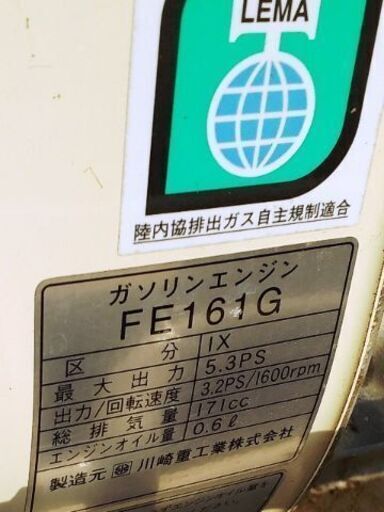 LEMA
陸内協排出ガス自主規制適合
ガソリンエンジン
FE161G
区分 1X
最大出力 5.3PS
出力/回転速度 3.2PS/1600rpm
総排気量 171cc
エンジンオイル量 0.6ℓ
製造元 川崎重工業株式会社